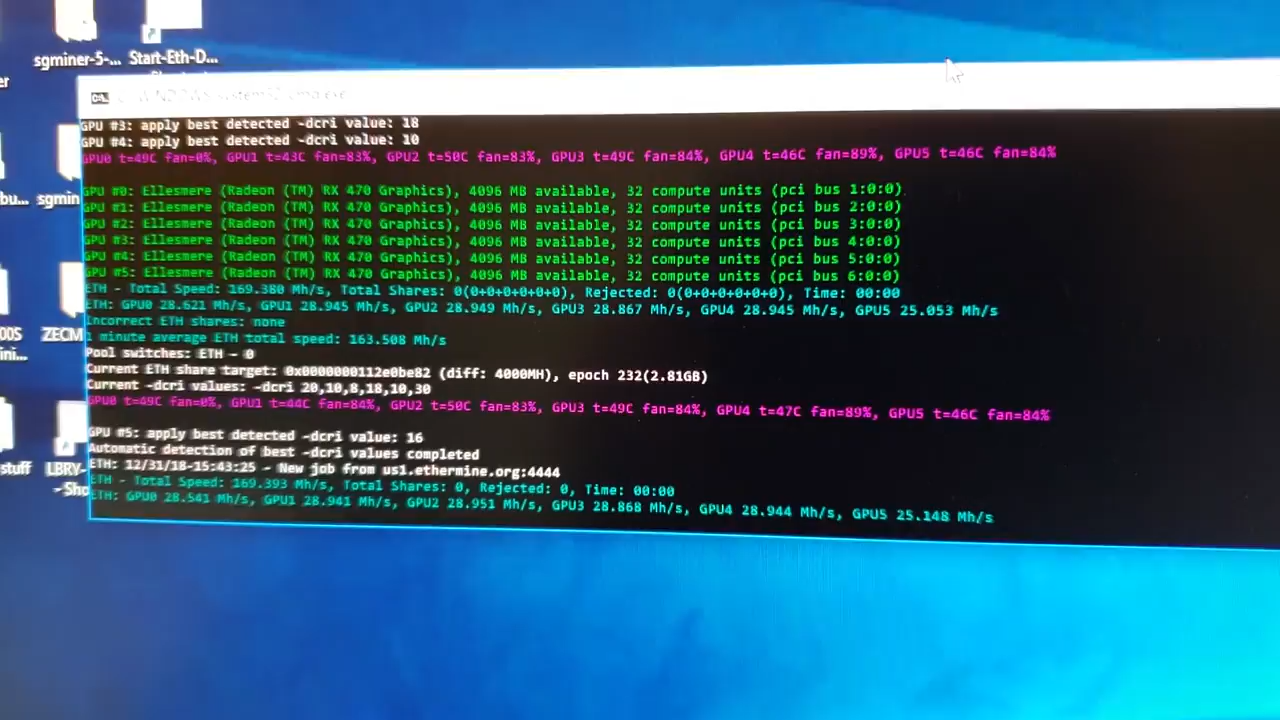 sgminer-5-... Start-Eth-D...
er
C:\WINDOWS\system32\cmd.exe
GPU #3: apply best detected -dcri value: 18
GPU #4: apply best detected -dcri value: 10
GPU0 t=49C fan=0%, GPU1 t=43C fan=83%, GPU2 t=50C fan=83%, GPU3 t=49C fan=84%, GPU4 t=46C fan=89%, GPU5 t=46C fan=84%
GPU #0: Ellesmere (Radeon (TM) RX 470 Graphics), 4096 MB available, 32 compute units (pci bus 1:0:0)
bu... sgmin
GPU #1: Ellesmere (Radeon (TM) RX 470 Graphics), 4096 MB available, 32 compute units (pci bus 2:0:0)
GPU #2: Ellesmere (Radeon (TM) RX 470 Graphics), 4096 MB available, 32 compute units (pci bus 3:0:0)
GPU #3: Ellesmere (Radeon (TM) RX 470 Graphics), 4096 MB available, 32 compute units (pci bus 4:0:0)
GPU #4: Ellesmere (Radeon (TM) RX 470 Graphics), 4096 MB available, 32 compute units (pci bus 5:0:0)
GPU #5: Ellesmere (Radeon (TM) RX 470 Graphics), 4096 MB available, 32 compute units (pci bus 6:0:0)
ETH - Total Speed: 169.380 Mh/s, Total Shares: 0(0+0+0+0+0+0), Rejected: 0(0+0+0+0+0+0), Time: 00:00
ETH: GPU0 28.621 Mh/s, GPU1 28.945 Mh/s, GPU2 28.949 Mh/s, GPU3 28.867 Mh/s, GPU4 28.945 Mh/s, GPU5 25.053 Mh/s
Incorrect ETH shares: none
00S ZECM
1 minute average ETH total speed: 163.508 Mh/s
ini...
Pool switches: ETH - 0
Current ETH share target: 0x0000000112e0be82 (diff: 4000MH), epoch 232(2.81GB)
Current -dcri values: -dcri 20,10,8,18,10,30
GPU0 t=49C fan=0%, GPU1 t=44C fan=84%, GPU2 t=50C fan=83%, GPU3 t=49C fan=84%, GPU4 t=47C fan=89%, GPU5 t=46C fan=84%
GPU #5: apply best detected -dcri value: 16
Automatic detection of best -dcri values completed
stuff LBRY-
ETH: 12/31/18-15:43:25 - New job from us1.ethermine.org:4444
- Sho
ETH - Total Speed: 169.393 Mh/s, Total Shares: 0, Rejected: 0, Time: 00:00
ETH: GPU0 28.541 Mh/s, GPU1 28.941 Mh/s, GPU2 28.951 Mh/s, GPU3 28.868 Mh/s, GPU4 28.944 Mh/s, GPU5 25.148 Mh/s